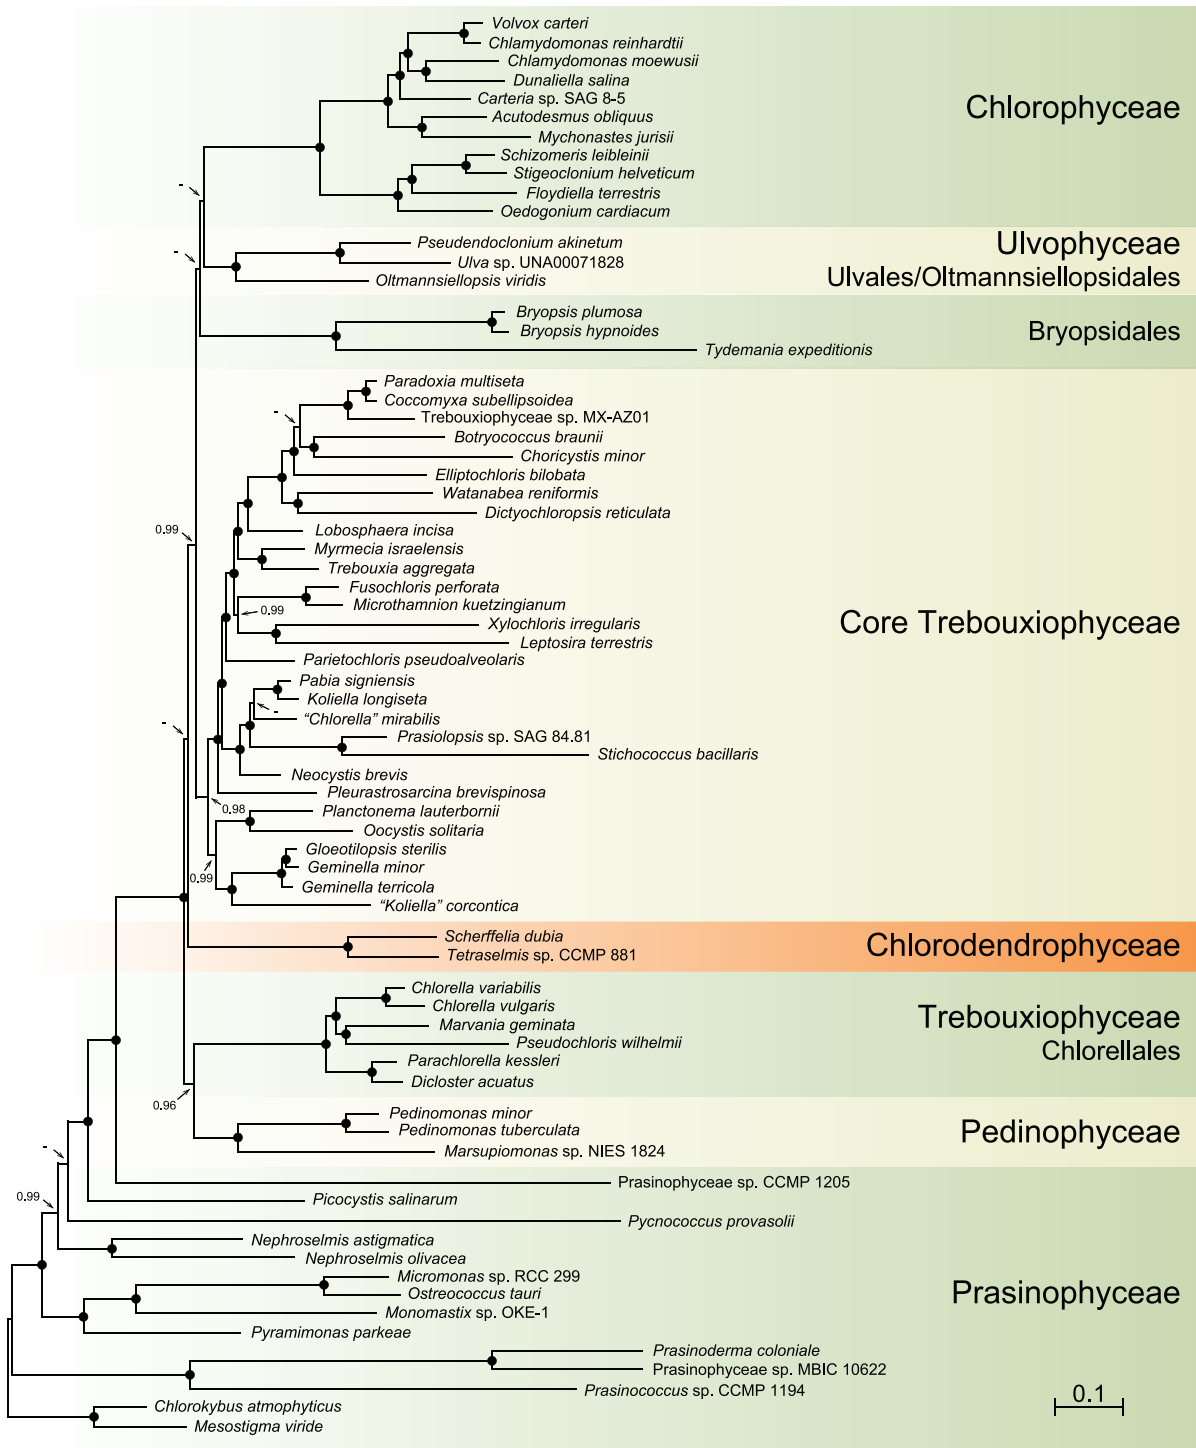 Volvox carteri
Chlamydomonas reinhardtii
Chlamydomonas moewusii
Dunaliella salina
Carteria sp. SAG 8-5
Chlorophyceae
Acutodesmus obliquus
Mychonastes jurisii
Schizomeris leibleinii
Stigeoclonium helveticum
-
Floydiella terrestris
Oedogonium cardiacum
Pseudendoclonium akinetum
Ulvophyceae
-
Ulva sp. UNA00071828
Oltmannsiellopsis viridis
Ulvales/Oltmannsiellopsidales
Bryopsis plumosa
Bryopsis hypnoides
Bryopsidales
Tydemania expeditionis
Paradoxia multiseta
Coccomyxa subellipsoidea
-
Trebouxiophyceae sp. MX-AZ01
Botryococcus braunii
Choricystis minor
Elliptochloris bilobata
Watanabea reniformis
Dictyochloropsis reticulata
0.99
Lobosphaera incisa
Myrmecia israelensis
Trebouxia aggregata
Fusochloris perforata
0.99
Microthamnion kuetzingianum
Xylochloris irregularis
Core Trebouxiophyceae
Leptosira terrestris
Parietochloris pseudoalveolaris
Pabia signiensis
Koliella longiseta
-
"Chlorella" mirabilis
-
Prasiolopsis sp. SAG 84.81
Stichococcus bacillaris
Neocystis brevis
Pleurastrosarcina brevispinosa
0.98
Planctonema lauterbornii
Oocystis solitaria
Gloeotilopsis sterilis
Geminella minor
0.99
Geminella terricola
"Koliella" corcontica
Scherffelia dubia
Chlorodendrophyceae
Tetraselmis sp. CCMP 881
Chlorella variabilis
Chlorella vulgaris
Trebouxiophyceae
Marvania geminata
Pseudochloris wilhelmii
Chlorellales
Parachlorella kessleri
Dicloster acuatus
0.96
Pedinomonas minor
Pedinomonas tuberculata
Pedinophyceae
-
Marsupiomonas sp. NIES 1824
Prasinophyceae sp. CCMP 1205
0.99
Picocystis salinarum
Pycnococcus provasolii
Nephroselmis astigmatica
Nephroselmis olivacea
Micromonas sp. RCC 299
Prasinophyceae
Ostreococcus tauri
Monomastix sp. OKE-1
Pyramimonas parkeae
Prasinoderma coloniale
Prasinophyceae sp. MBIC 10622
Prasinococcus sp. CCMP 1194
0.1
Chlorokybus atmophyticus
Mesostigma viride